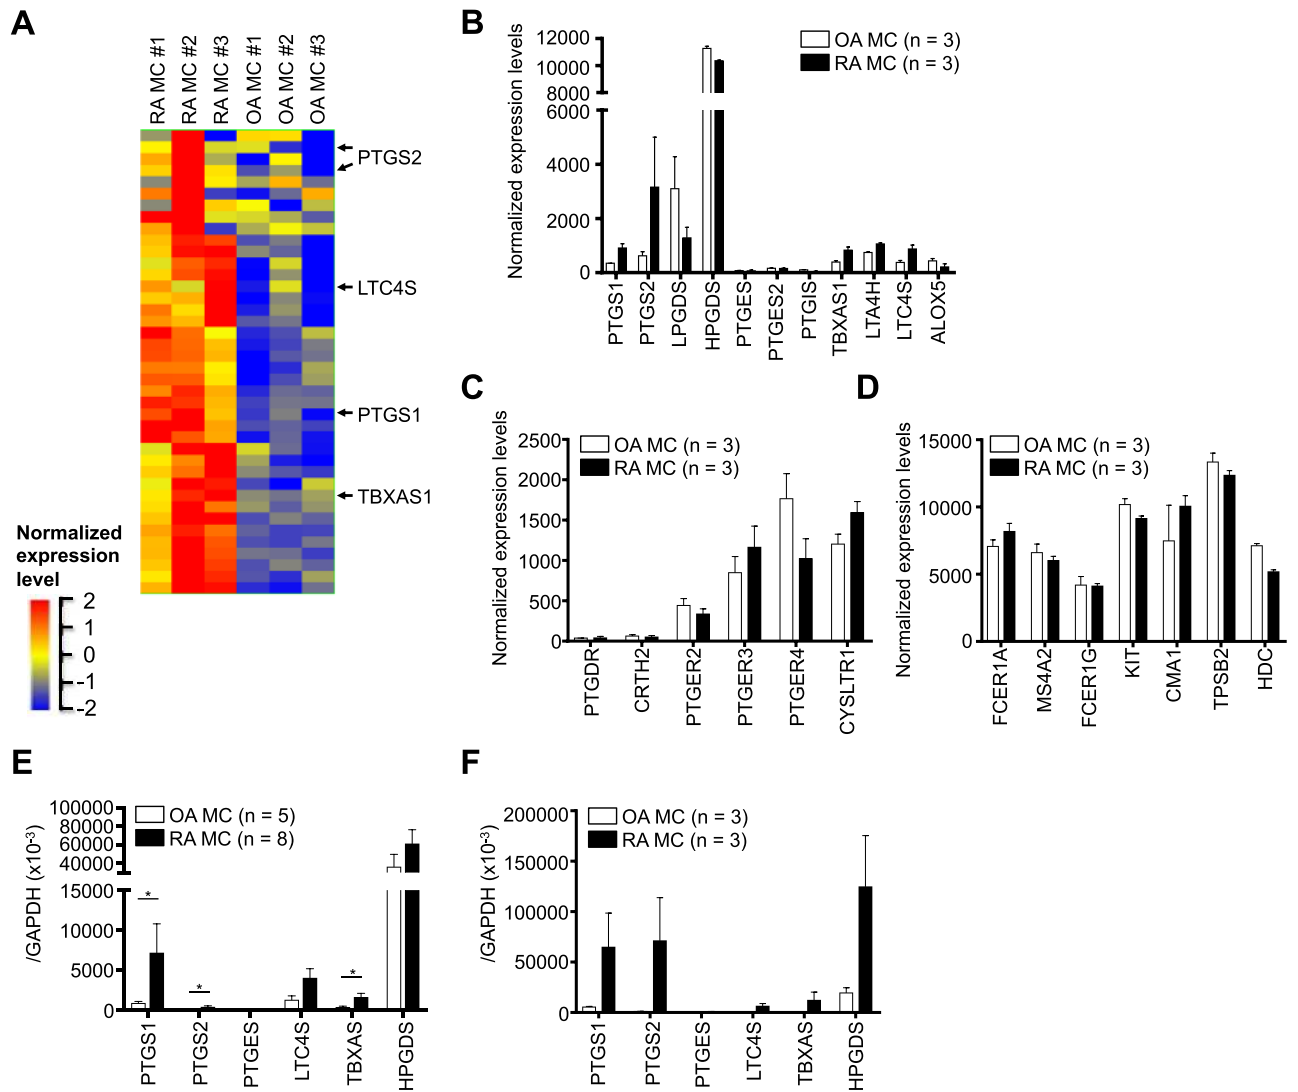 A
RA MC #1
RA MC #2
RA MC #3
OA MC #1
OA MC #2
OA MC #3
PTGS2
LTC4S
PTGS1
TBXAS1
Normalized
expression
level
2
1
0
-1
-2
B
Normalized expression levels
12000
10000
8000
6000
4000
2000
0
OA MC (n = 3)
RA MC (n = 3)
PTGS1
PTGS2
LPGDS
HPGDS
PTGES
PTGES2
PTGIS
TBXAS1
LTA4H
LTC4S
ALOX5
C
Normalized expression levels
2500
2000
1500
1000
500
0
OA MC (n = 3)
RA MC (n = 3)
PTGDR
CRTH2
PTGER2
PTGER3
PTGER4
CYSLTR1
D
Normalized expression levels
15000
10000
5000
0
OA MC (n = 3)
RA MC (n = 3)
FCER1A
MS4A2
FCER1G
KIT
CMA1
TPSB2
HDC
E
/GAPDH (x10⁻³)
100000
80000
60000
40000
15000
10000
5000
0
OA MC (n = 5)
RA MC (n = 8)
*
*
*
PTGS1
PTGS2
PTGES
LTC4S
TBXAS
HPGDS
F
/GAPDH (x10⁻³)
200000
150000
100000
50000
0
OA MC (n = 3)
RA MC (n = 3)
PTGS1
PTGS2
PTGES
LTC4S
TBXAS
HPGDS